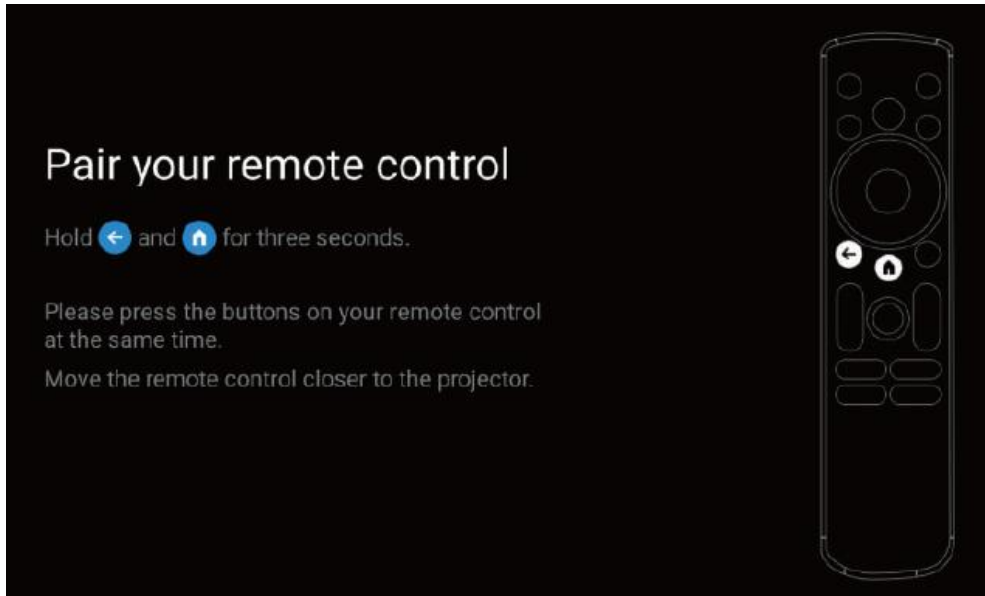 Pair your remote control
Hold and for three seconds.
Please press the buttons on your remote control
at the same time.
Move the remote control closer to the projector.